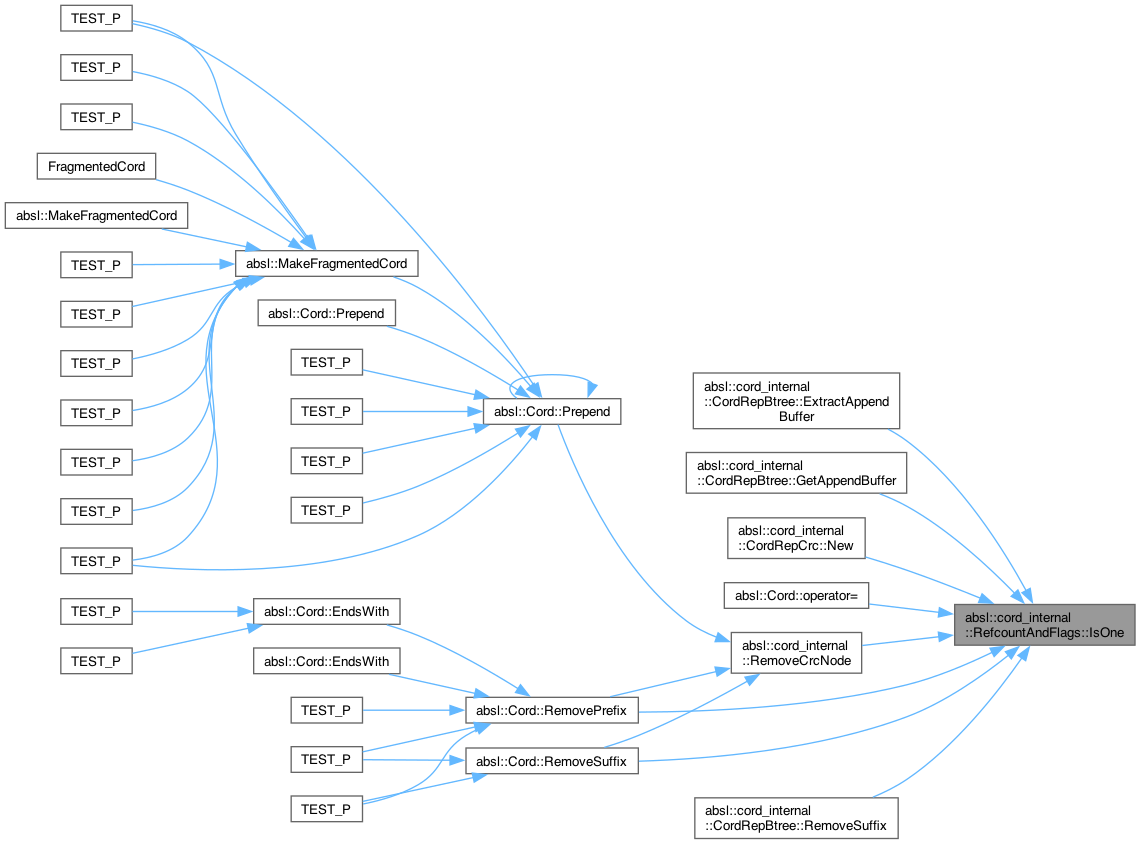 TEST_P
TEST_P
TEST_P
FragmentedCord
absl::MakeFragmentedCord
TEST_P
TEST_P
TEST_P
TEST_P
TEST_P
TEST_P
TEST_P
TEST_P
TEST_P
absl::MakeFragmentedCord
absl::Cord::Prepend
TEST_P
TEST_P
TEST_P
TEST_P
absl::Cord::EndsWith
absl::Cord::EndsWith
TEST_P
TEST_P
TEST_P
absl::Cord::Prepend
absl::Cord::RemovePrefix
absl::Cord::RemoveSuffix
absl::cord_internal
::CordRepBtree::ExtractAppend
Buffer
absl::cord_internal
::CordRepBtree::GetAppendBuffer
absl::cord_internal
::CordRepCrc::New
absl::Cord::operator=
absl::cord_internal
::RemoveCrcNode
absl::cord_internal
::CordRepBtree::RemoveSuffix
absl::cord_internal
::RefcountAndFlags::IsOne